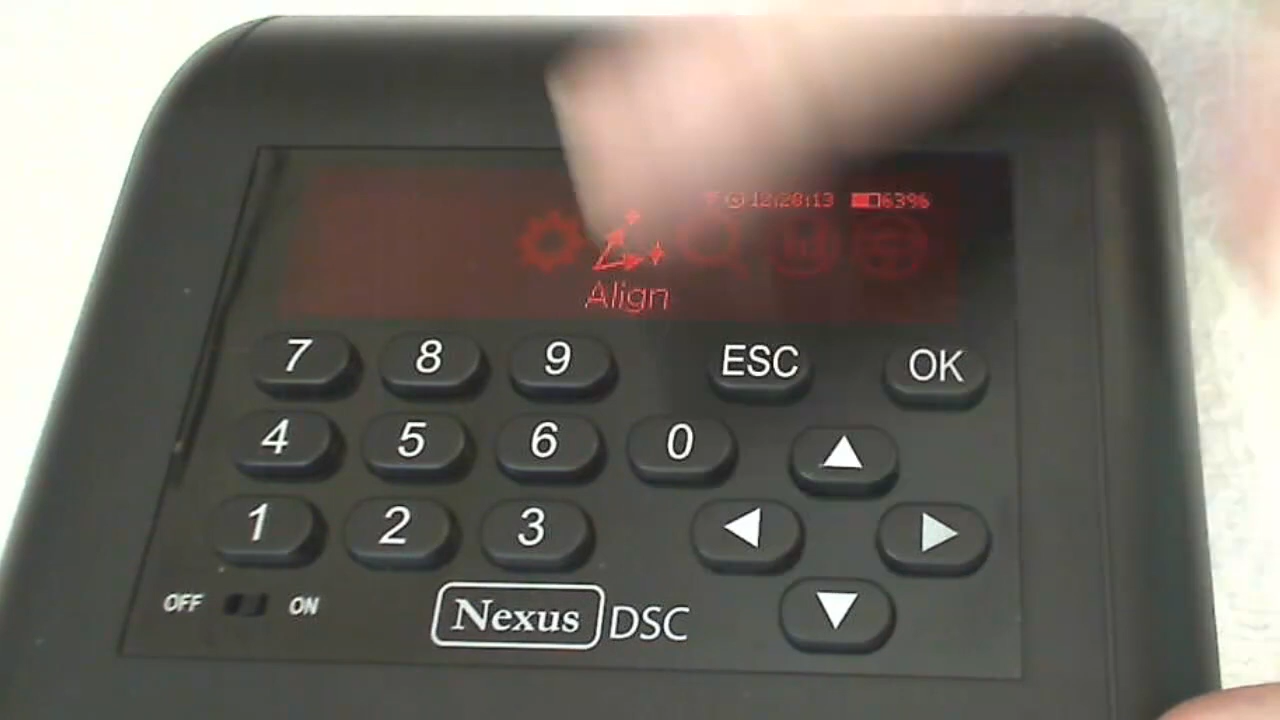 12:28:13 63%
Align
7 8 9 ESC OK
4 5 6 0
1 2 3
OFF ON
Nexus DSC